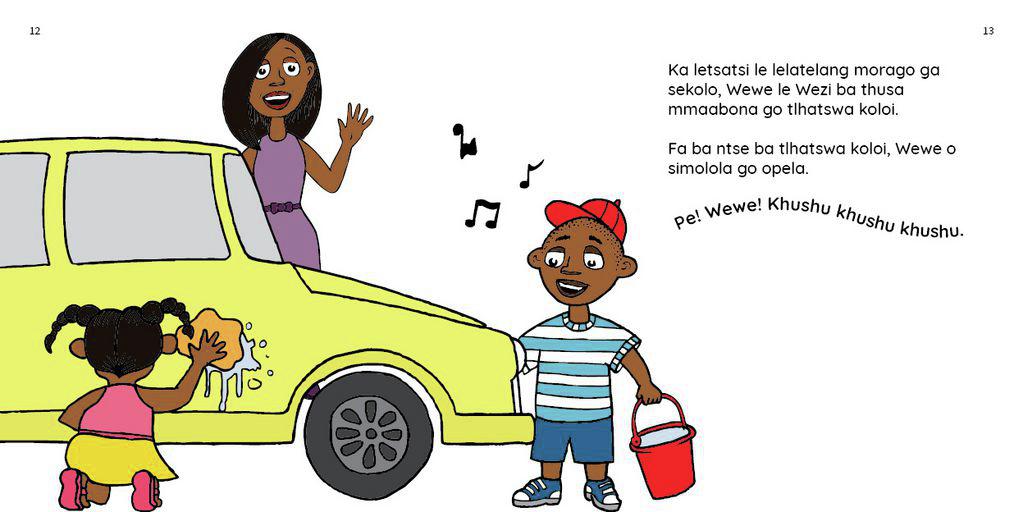 12
13
Ka letsatsi le lelatelang morago ga
sekolo, Wewe le Wezi ba thusa
mmaabona go tlhatswa koloi.
Fa ba ntse ba tlhatswa koloi, Wewe o
simolola go opela.
Pe! Wewe! Khushu khushu khushu.